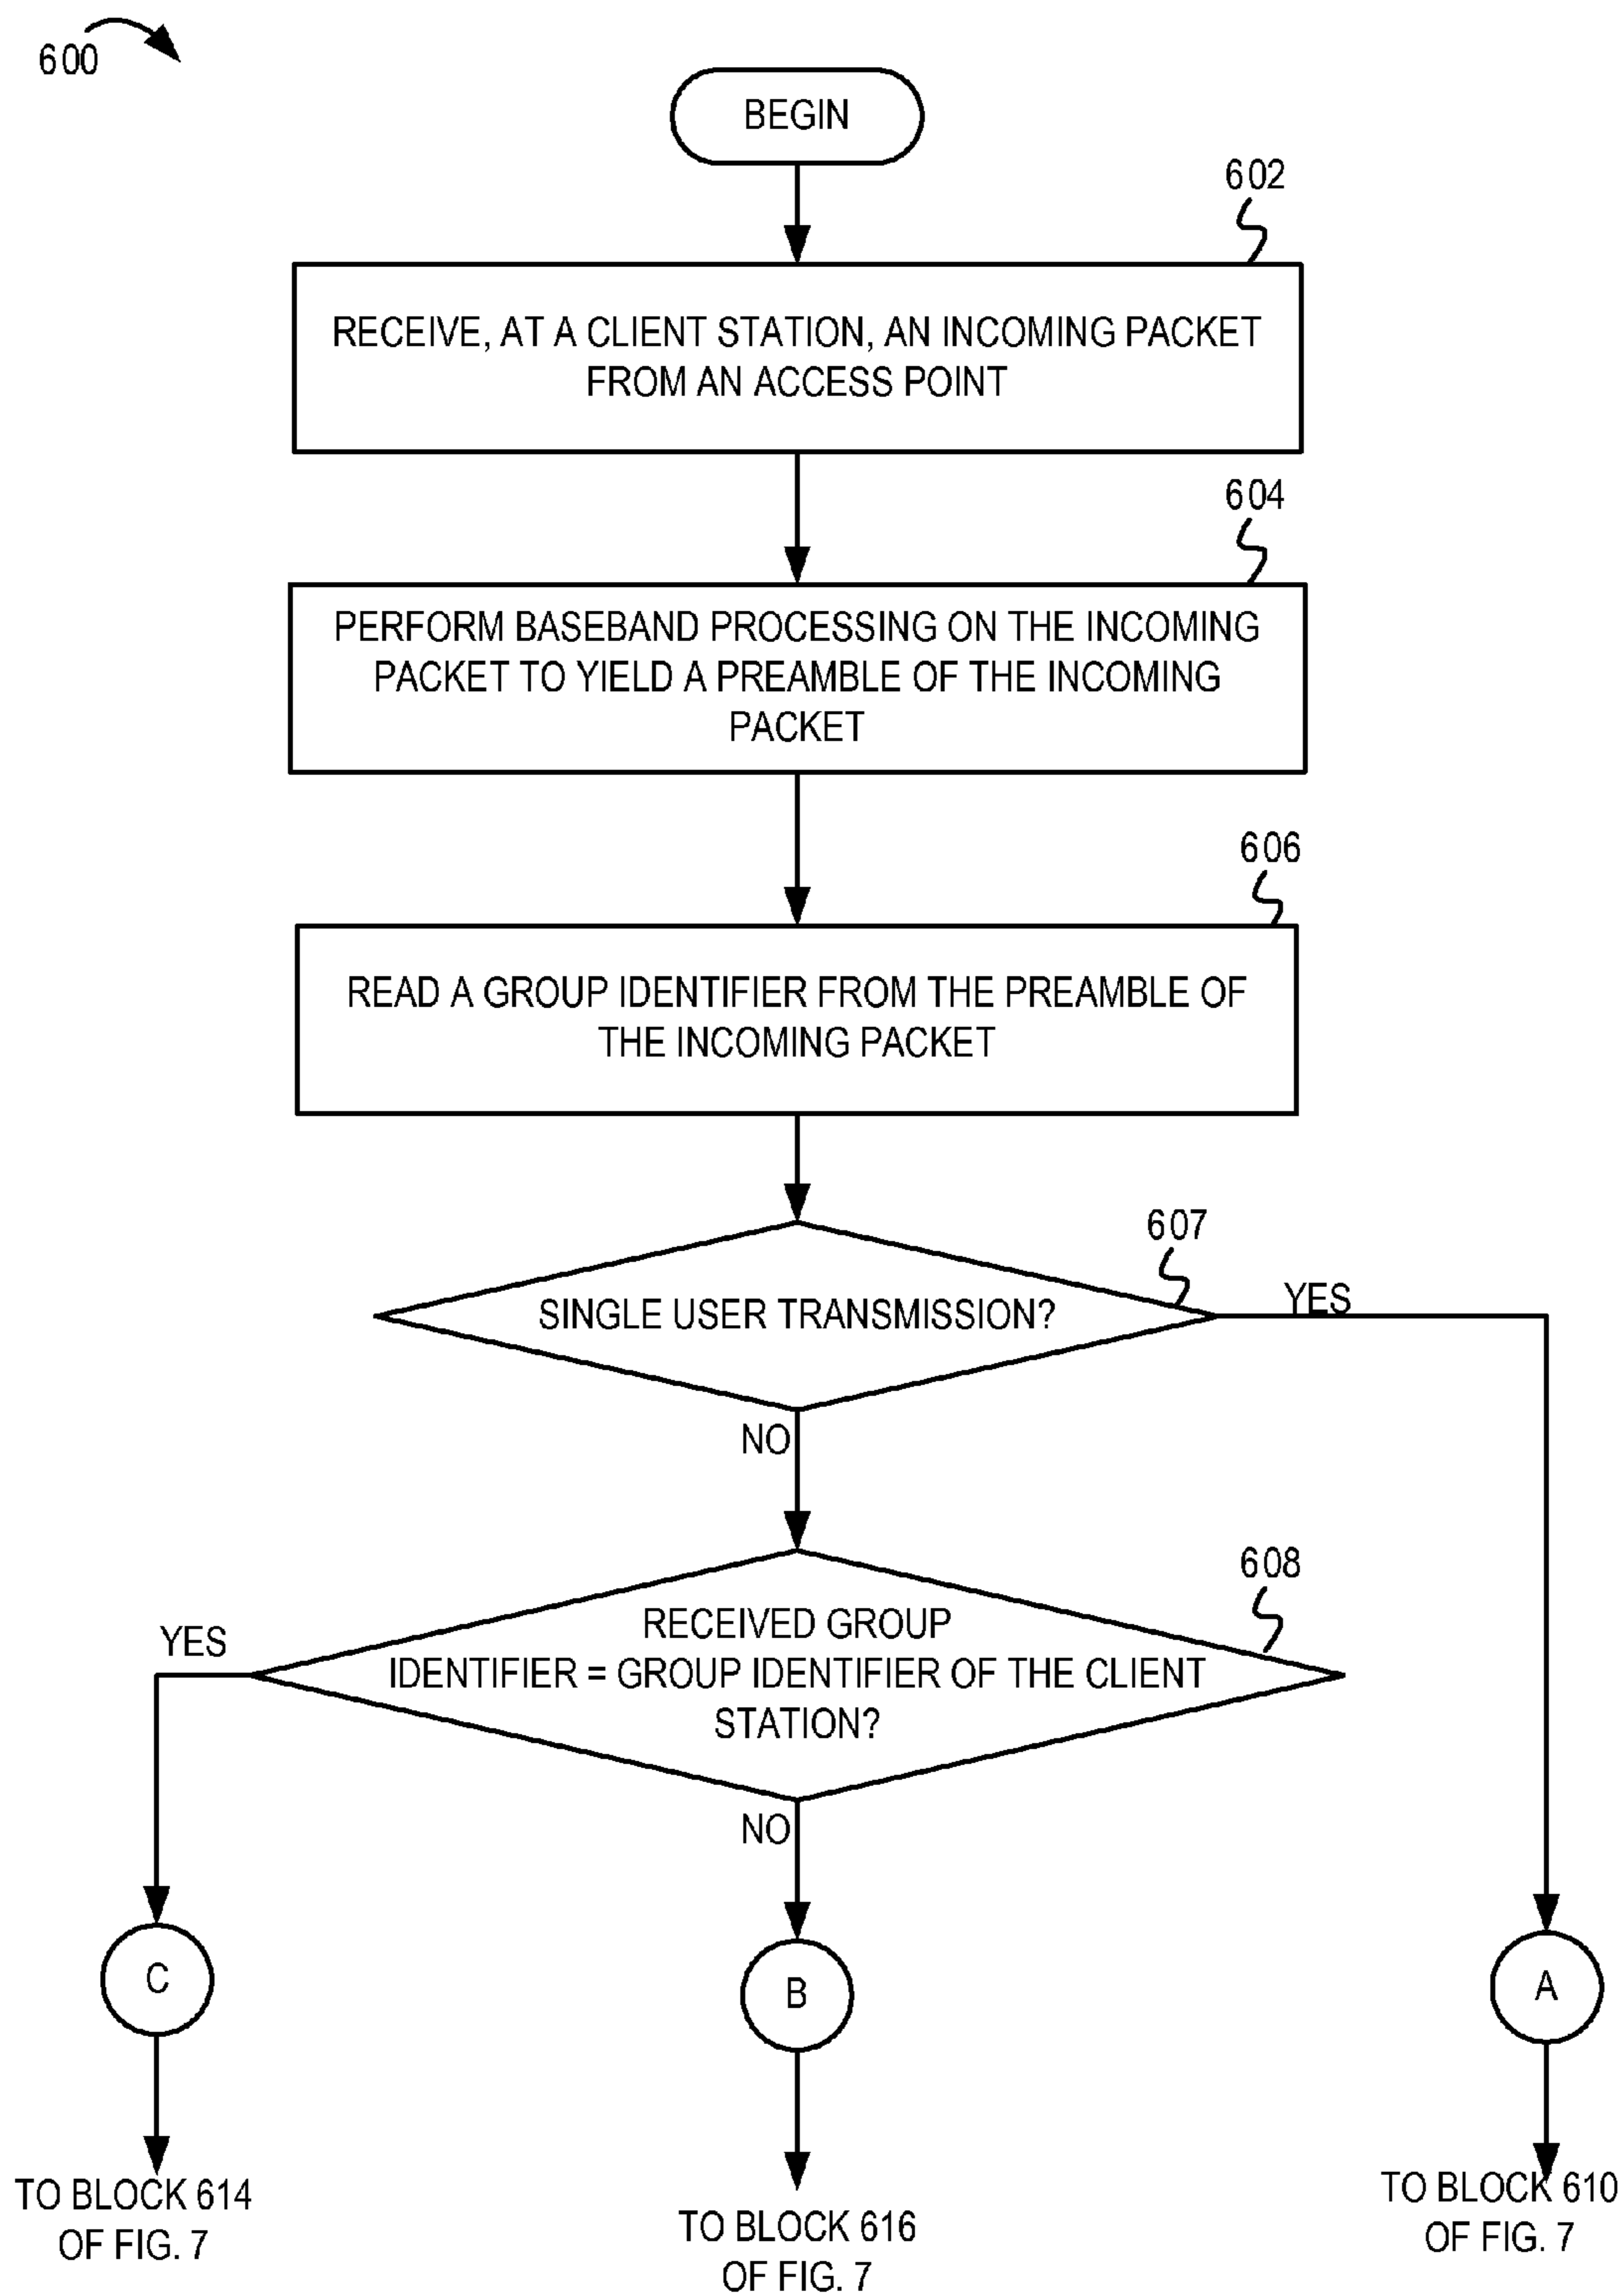 600
BEGIN
602
RECEIVE, AT A CLIENT STATION, AN INCOMING PACKET
FROM AN ACCESS POINT
604
PERFORM BASEBAND PROCESSING ON THE INCOMING
PACKET TO YIELD A PREAMBLE OF THE INCOMING
PACKET
606
READ A GROUP IDENTIFIER FROM THE PREAMBLE OF
THE INCOMING PACKET
607
SINGLE USER TRANSMISSION?
YES
NO
608
RECEIVED GROUP
IDENTIFIER = GROUP IDENTIFIER OF THE CLIENT
STATION?
YES
NO
C
B
A
TO BLOCK 614
OF FIG. 7
TO BLOCK 616
OF FIG. 7
TO BLOCK 610
OF FIG. 7